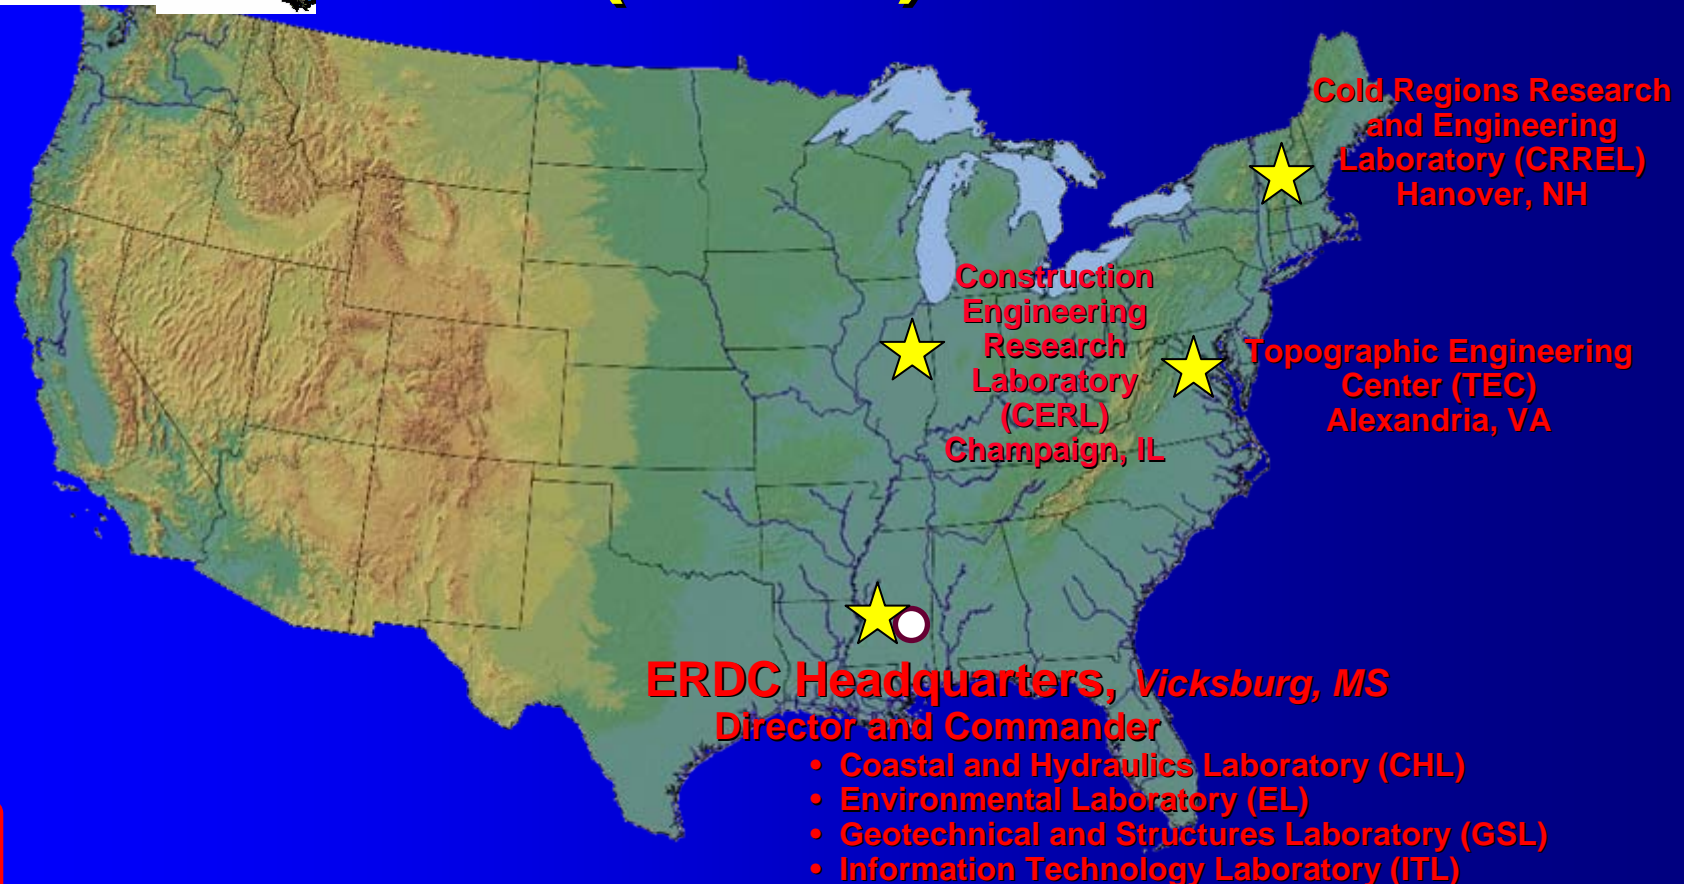 Cold Regions Research
and Engineering
Laboratory (CRREL)
Hanover, NH
Construction
Engineering
Research
Laboratory
(CERL)
Champaign, IL
Topographic Engineering
Center (TEC)
Alexandria, VA
ERDC Headquarters, Vicksburg, MS
Director and Commander
• Coastal and Hydraulics Laboratory (CHL)
• Environmental Laboratory (EL)
• Geotechnical and Structures Laboratory (GSL)
• Information Technology Laboratory (ITL)